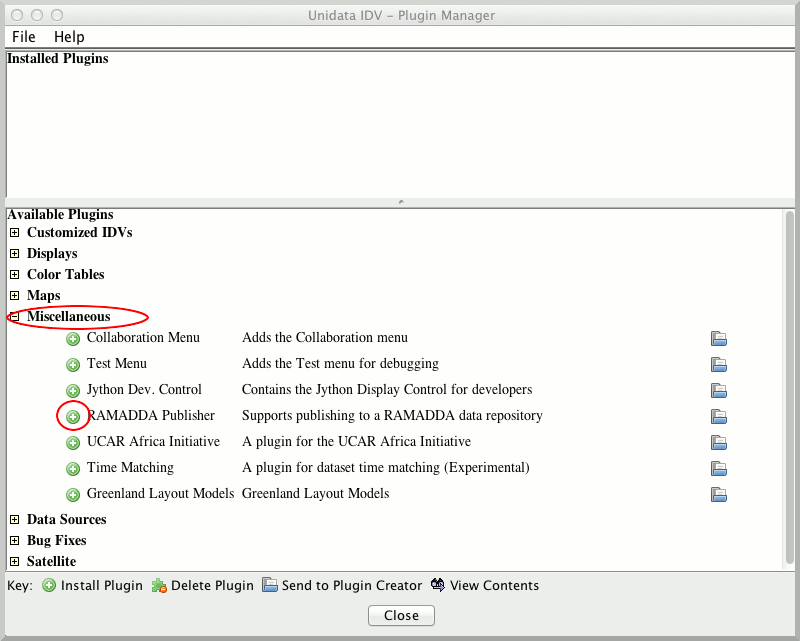 Unidata IDV – Plugin Manager
File Help
Installed Plugins
Available Plugins
Customized IDVs
Displays
Color Tables
Maps
Miscellaneous
Collaboration Menu Adds the Collaboration menu
Test Menu Adds the Test menu for debugging
Jython Dev. Control Contains the Jython Display Control for developers
RAMADDA Publisher Supports publishing to a RAMADDA data repository
UCAR Africa Initiative A plugin for the UCAR Africa Initiative
Time Matching A plugin for dataset time matching (Experimental)
Greenland Layout Models Greenland Layout Models
Data Sources
Bug Fixes
Satellite
Key: Install Plugin Delete Plugin Send to Plugin Creator View Contents
Close